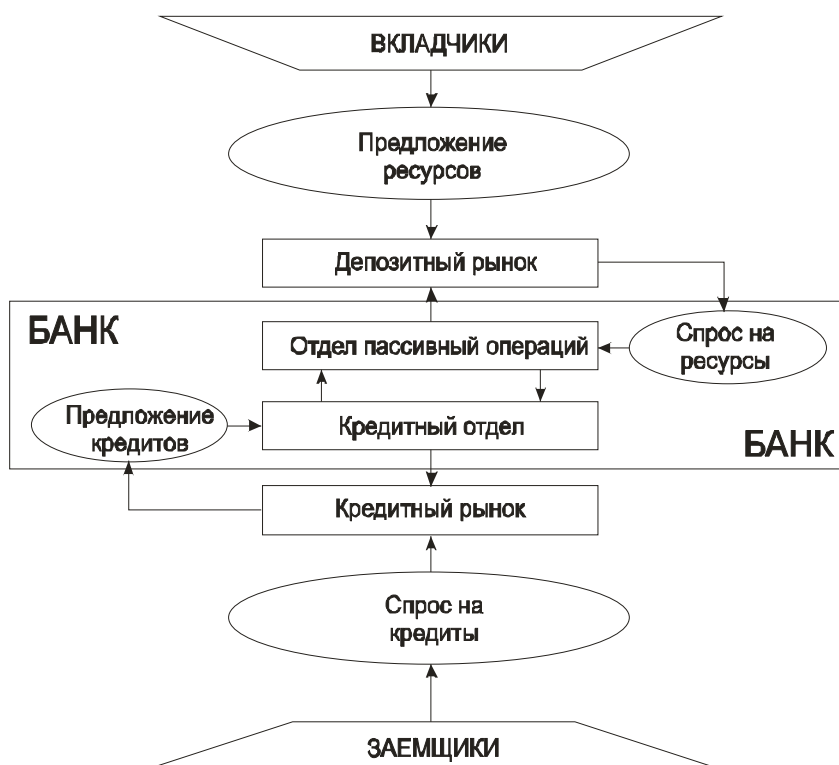 ВКЛАДЧИКИ
Предложение
ресурсов
Депозитный рынок
БАНК
Отдел пассивный операций
Спрос на
ресурсы
Предложение
кредитов
Кредитный отдел
БАНК
Кредитный рынок
Спрос на
кредиты
ЗАЕМЩИКИ